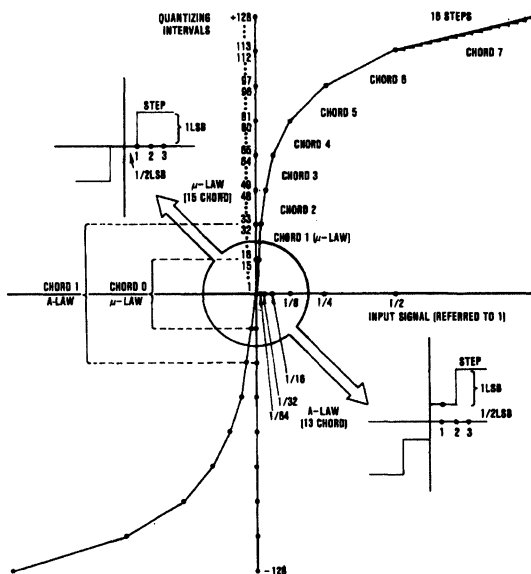 QUANTIZING
INTERVALS
+128
113
112
97
96
81
80
65
64
49
48
33
32
16
15
1
16 STEPS
CHORD 7
CHORD 6
CHORD 5
CHORD 4
CHORD 3
CHORD 2
CHORD 1 (μ-LAW)
STEP
1LSB
1 2 3
1/2LSB
μ-LAW
(15 CHORD)
CHORD 1
A-LAW
CHORD 0
μ-LAW
1/8
1/4
1/2
INPUT SIGNAL (REFERRED TO 1)
1/16
1/32
1/64
A-LAW
(13 CHORD)
STEP
1LSB
1/2LSB
1 2 3
-128